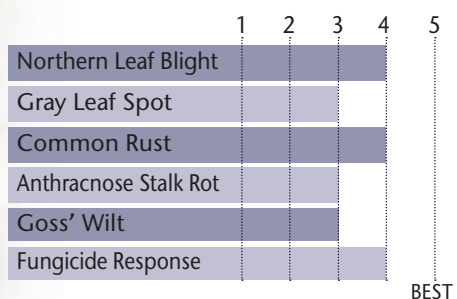 1 2 3 4 5
Northern Leaf Blight
Gray Leaf Spot
Common Rust
Anthracnose Stalk Rot
Goss’ Wilt
Fungicide Response
BEST